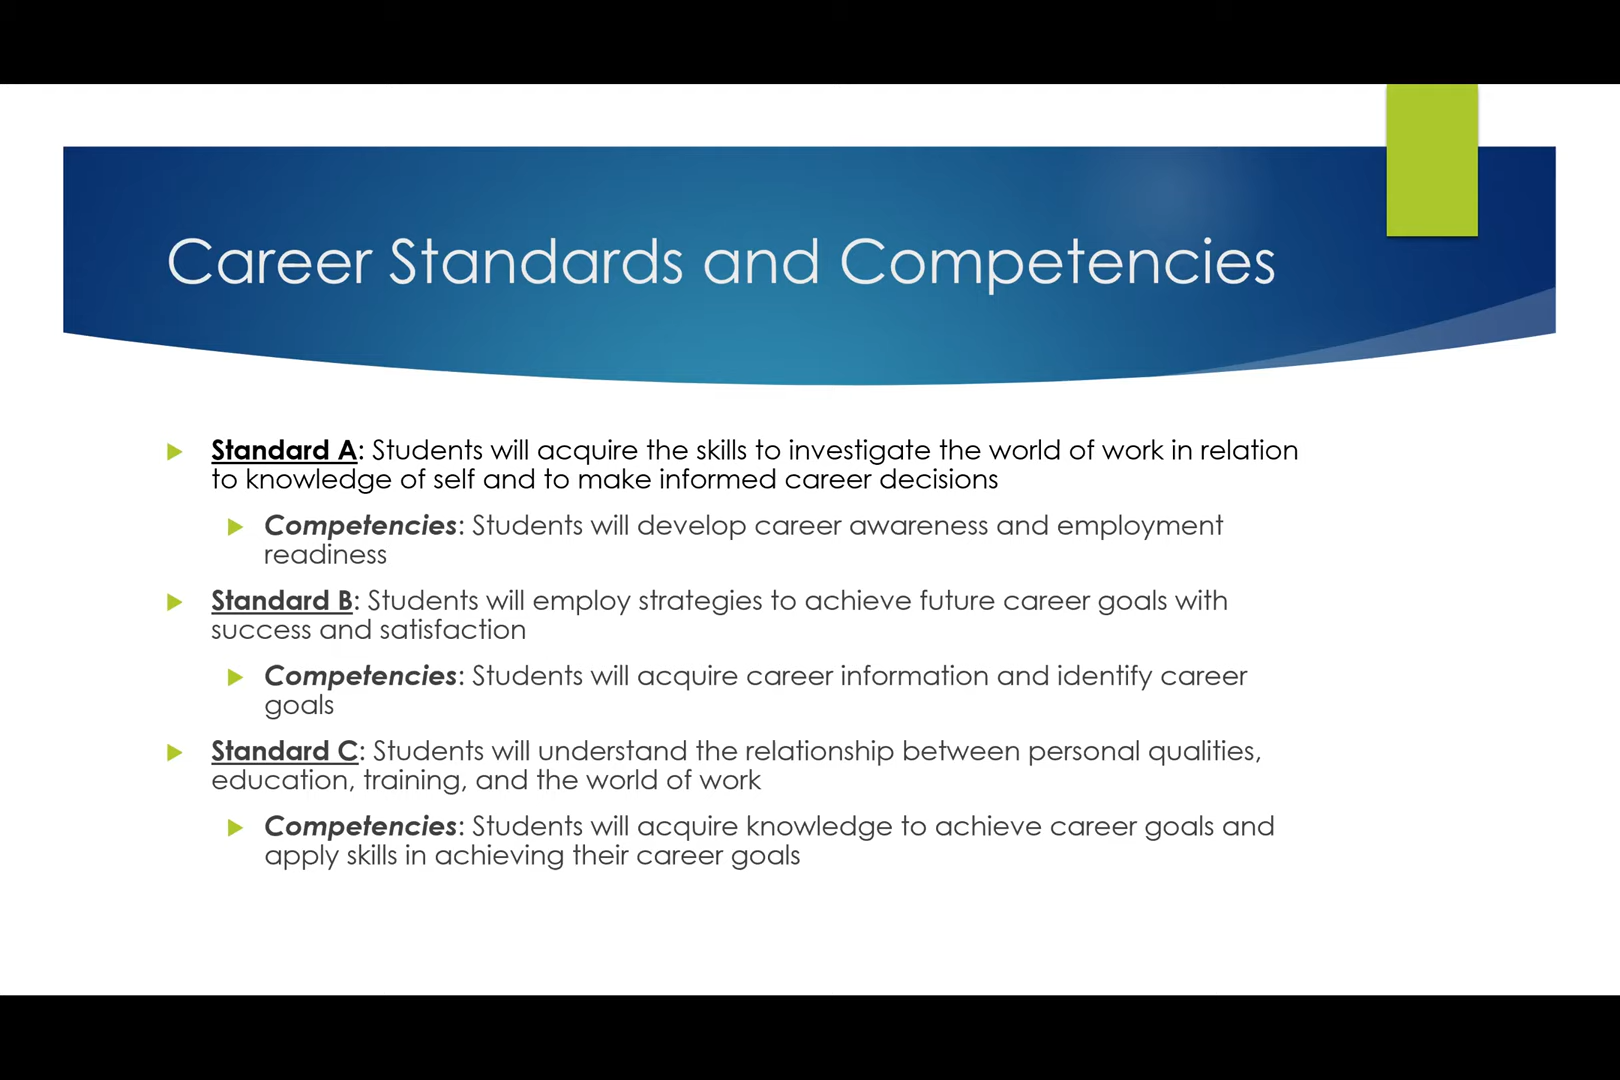 Career Standards and Competencies
Standard A: Students will acquire the skills to investigate the world of work in relation
to knowledge of self and to make informed career decisions
Competencies: Students will develop career awareness and employment
readiness
Standard B: Students will employ strategies to achieve future career goals with
success and satisfaction
Competencies: Students will acquire career information and identify career
goals
Standard C: Students will understand the relationship between personal qualities,
education, training, and the world of work
Competencies: Students will acquire knowledge to achieve career goals and
apply skills in achieving their career goals